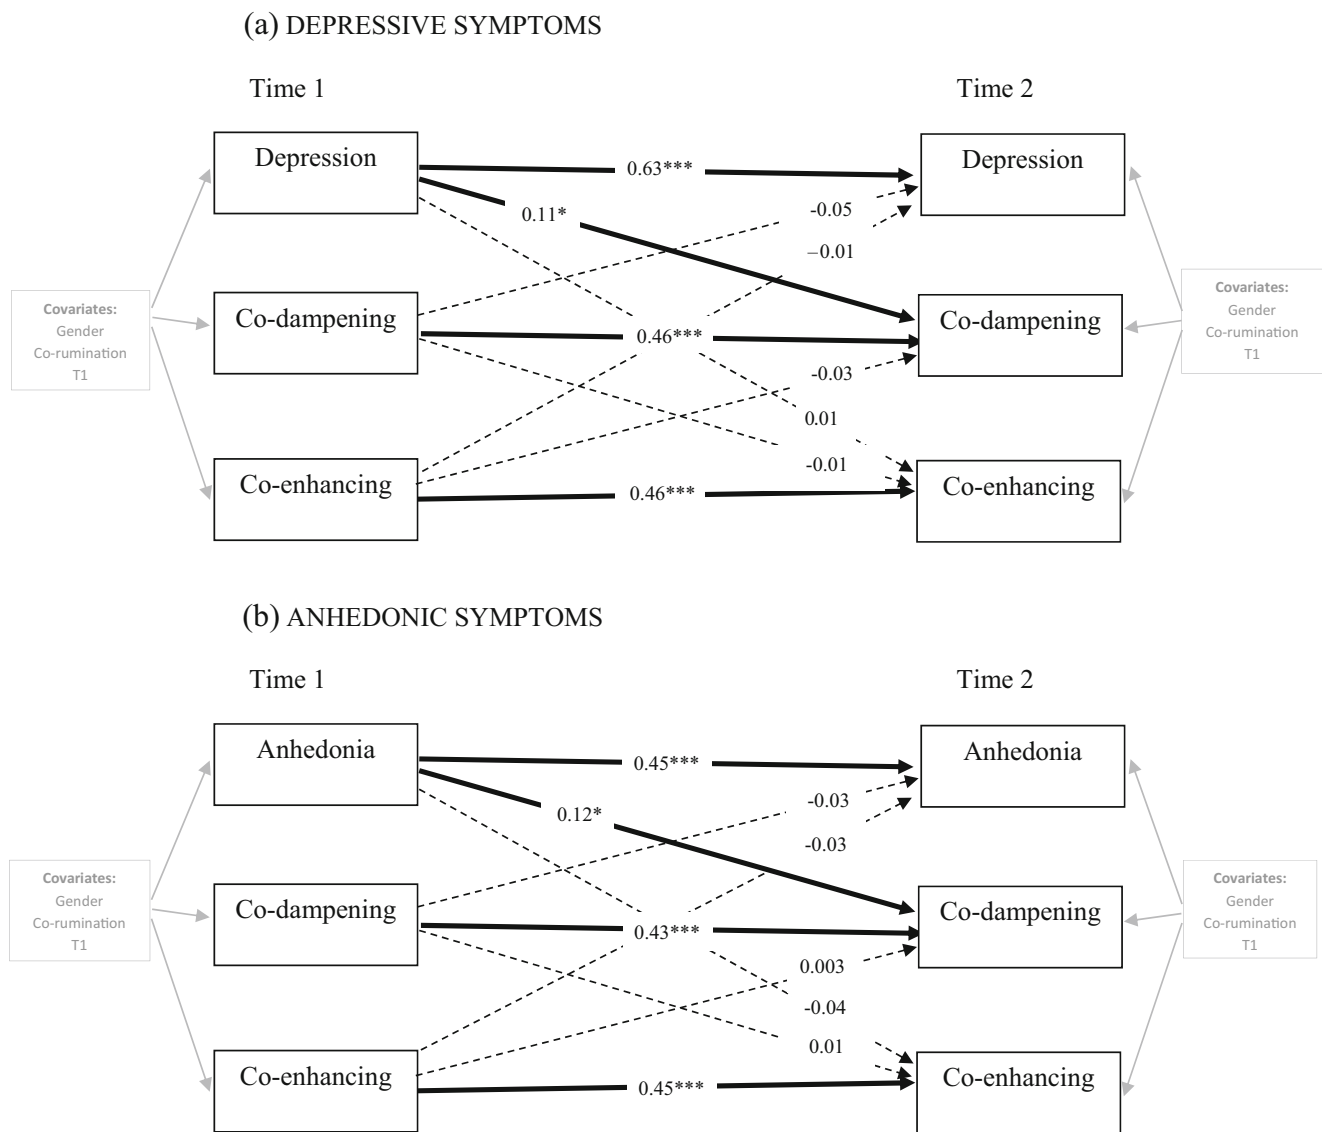 (a) DEPRESSIVE SYMPTOMS
Time 1
Time 2
Depression
Depression
0.63***
-0.05
0.11*
−0.01
Covariates:
Gender
Co-rumination
T1
Co-dampening
Co-dampening
Covariates:
Gender
Co-rumination
T1
0.46***
-0.03
0.01
-0.01
Co-enhancing
Co-enhancing
0.46***
(b) ANHEDONIC SYMPTOMS
Time 1
Time 2
Anhedonia
Anhedonia
0.45***
-0.03
0.12*
-0.03
Covariates:
Gender
Co-rumination
T1
Co-dampening
Co-dampening
Covariates:
Gender
Co-rumination
T1
0.43***
0.003
-0.04
0.01
Co-enhancing
Co-enhancing
0.45***